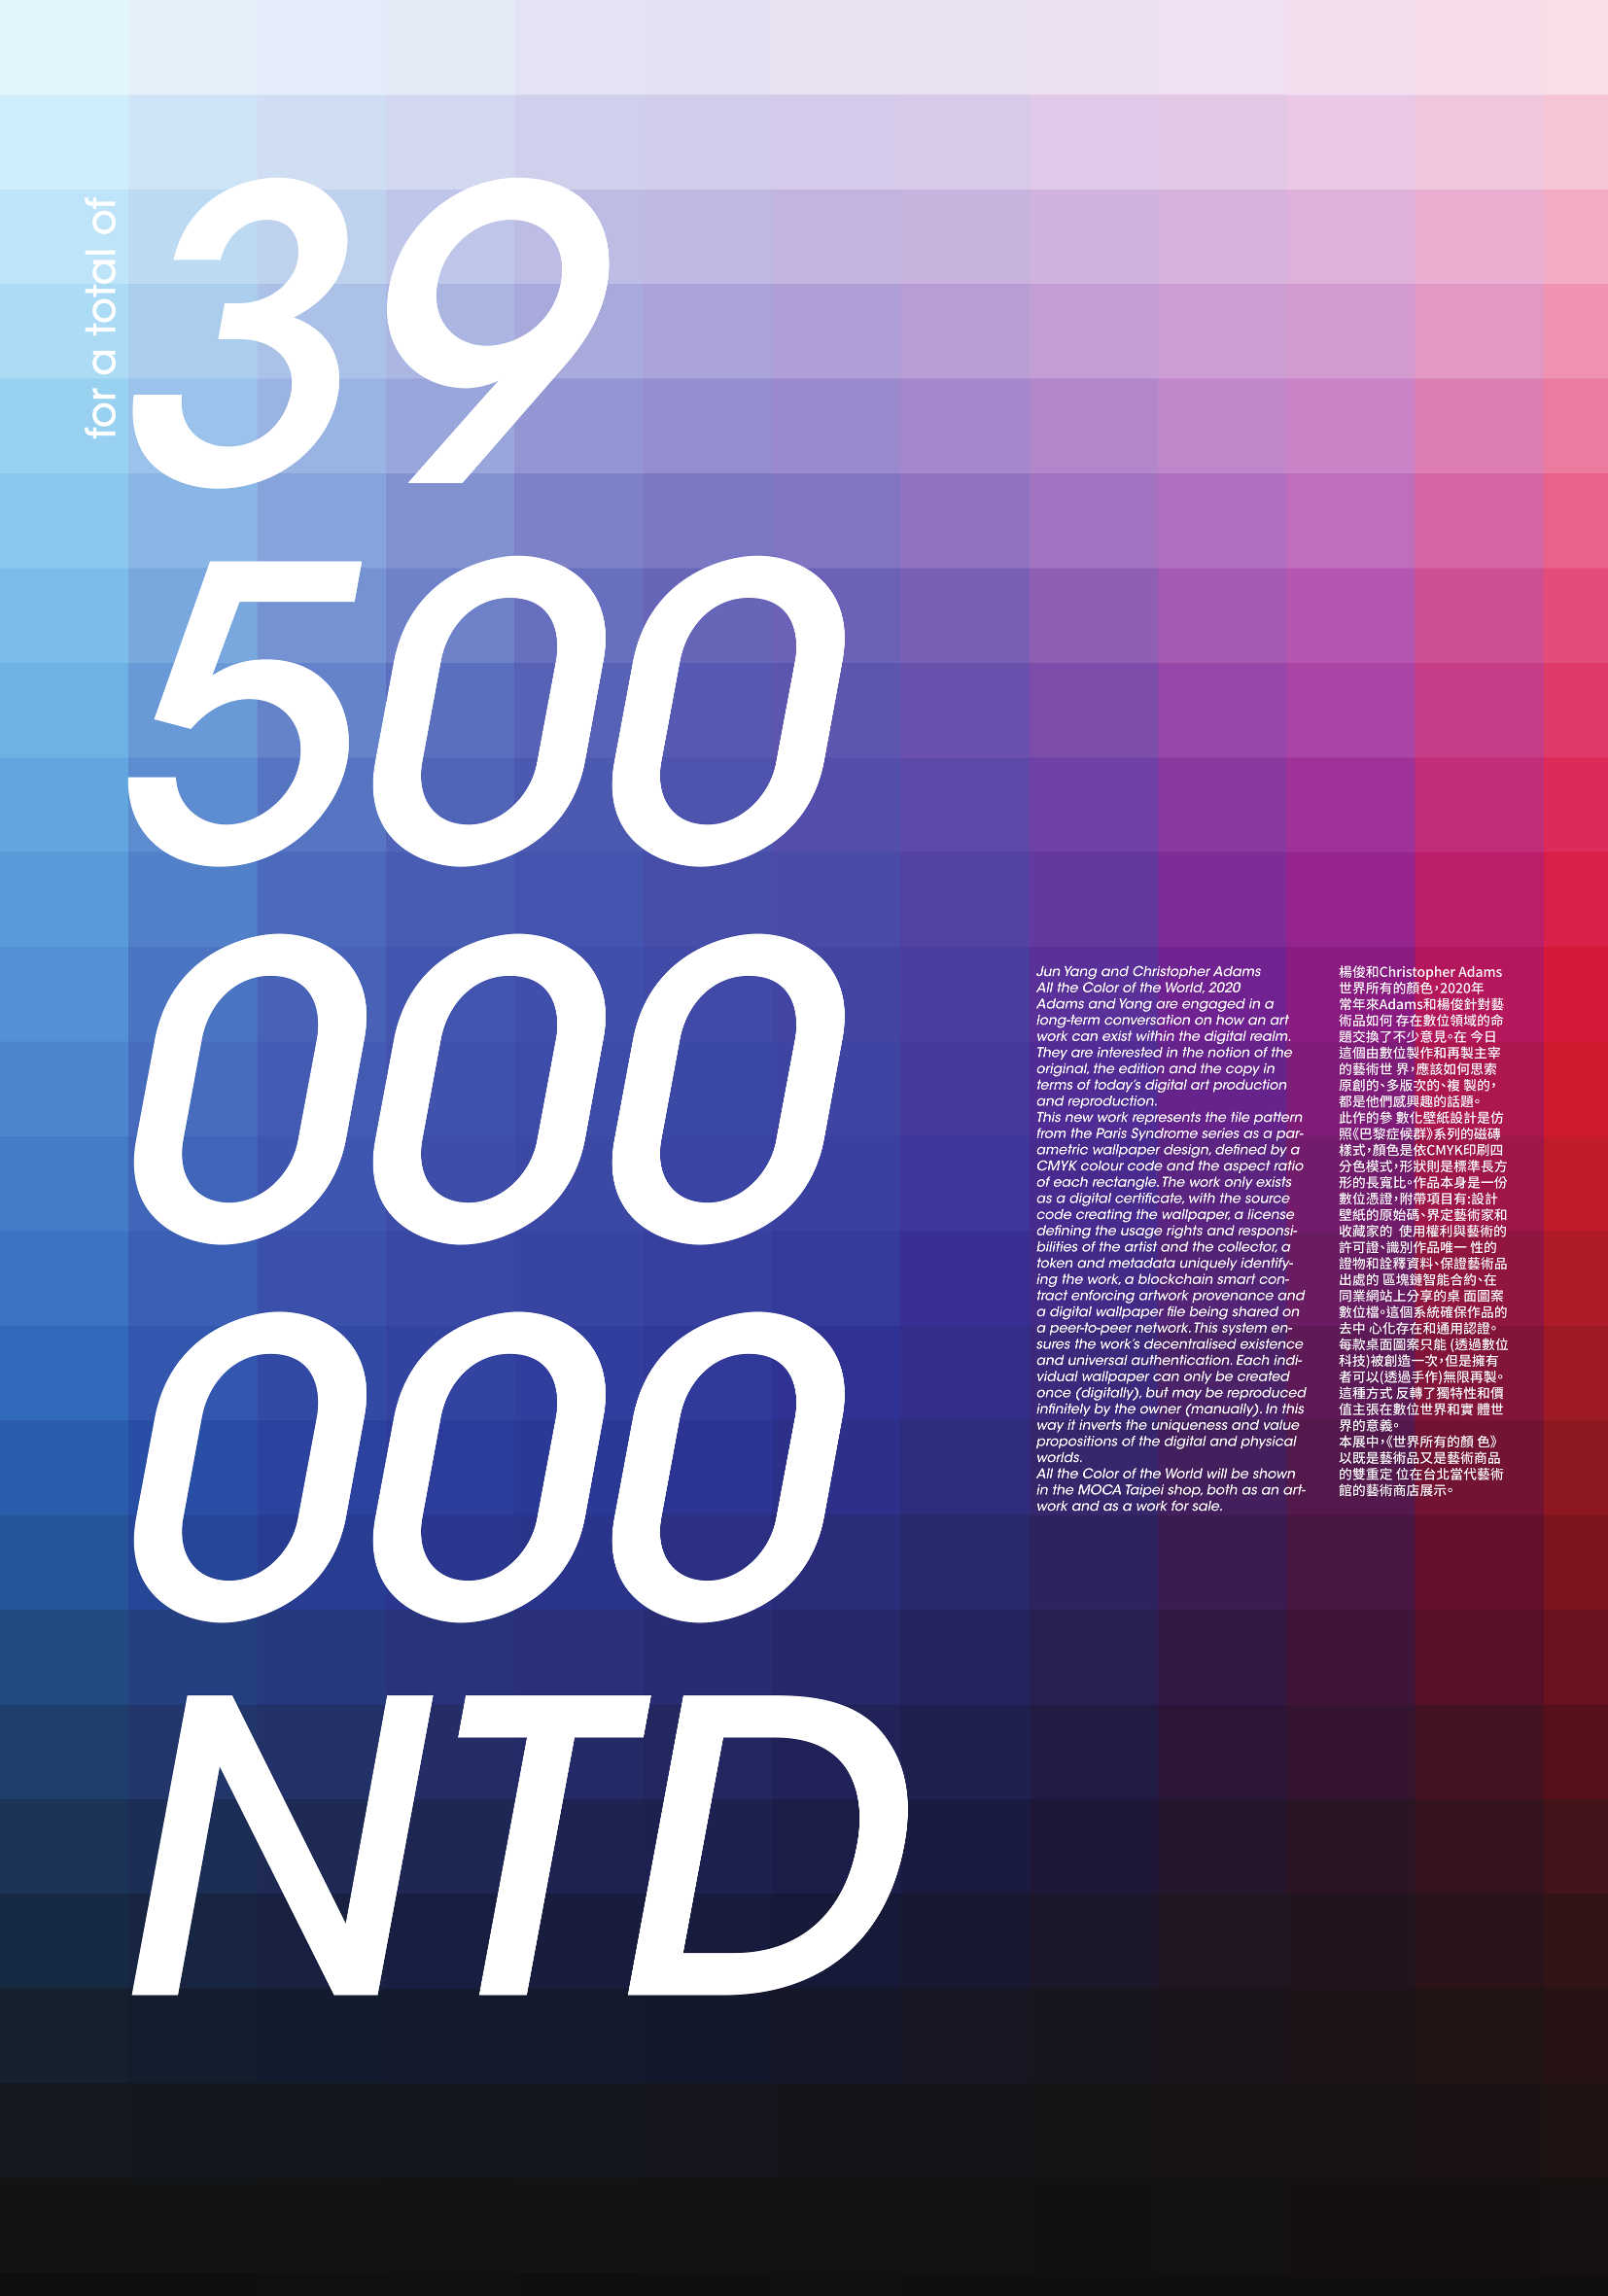 for a total of
39
500
000
000
NTD
Jun Yang and Christopher Adams
All the Color of the World, 2020
Adams and Yang are engaged in a
long-term conversation on how an art
work can exist within the digital realm.
They are interested in the notion of the
original, the edition and the copy in
terms of today's digital art production
and reproduction.
This new work represents the tile pattern
from the Paris Syndrome series as a par-
ametric wallpaper design, defined by a
CMYK colour code and the aspect ratio
of each rectangle. The work only exists
as a digital certificate, with the source
code creating the wallpaper, a license
defining the usage rights and responsi-
bilities of the artist and the collector, a
token and metadata uniquely identify-
ing the work, a blockchain smart con-
tract enforcing artwork provenance and
a digital wallpaper file being shared on
a peer-to-peer network. This system en-
sures the work's decentralised existence
and universal authentication. Each indi-
vidual wallpaper can only be created
once (digitally), but may be reproduced
infinitely by the owner (manually). In this
way it inverts the uniqueness and value
propositions of the digital and physical
worlds.
All the Color of the World will be shown
in the MOCA Taipei shop, both as an art-
work and as a work for sale.
楊俊和Christopher Adams
世界所有的顏色，2020年
常年來Adams和楊俊針對藝
術品如何 存在數位領域的命
題交換了不少意見。在 今日
這個由數位製作和再製主宰
的藝術世 界，應該如何思索
原創的、多版次的、複 製的，
都是他們感興趣的話題。
此作的參 數化壁紙設計是仿
照《巴黎症候群》系列的磁磚
樣式，顏色是依CMYK印刷四
分色模式，形狀則是標準長方
形的長寬比。作品本身是一份
數位憑證，附帶項目有：設計
壁紙的原始碼、界定藝術家和
收藏家的 使用權利與藝術的
許可證、識別作品唯一 性的
證物和詮釋資料、保證藝術品
出處的 區塊鏈智能合約、在
同業網站上分享的桌 面圖案
數位檔。這個系統確保作品的
去中 心化存在和通用認證。
每款桌面圖案只能 (透過數位
科技)被創造一次，但是擁有
者可以(透過手作)無限再製。
這種方式 反轉了獨特性和價
值主張在數位世界和實 體世
界的意義。
本展中，《世界所有的顏 色》
以既是藝術品又是藝術商品
的雙重定 位在台北當代藝術
館的藝術商店展示。